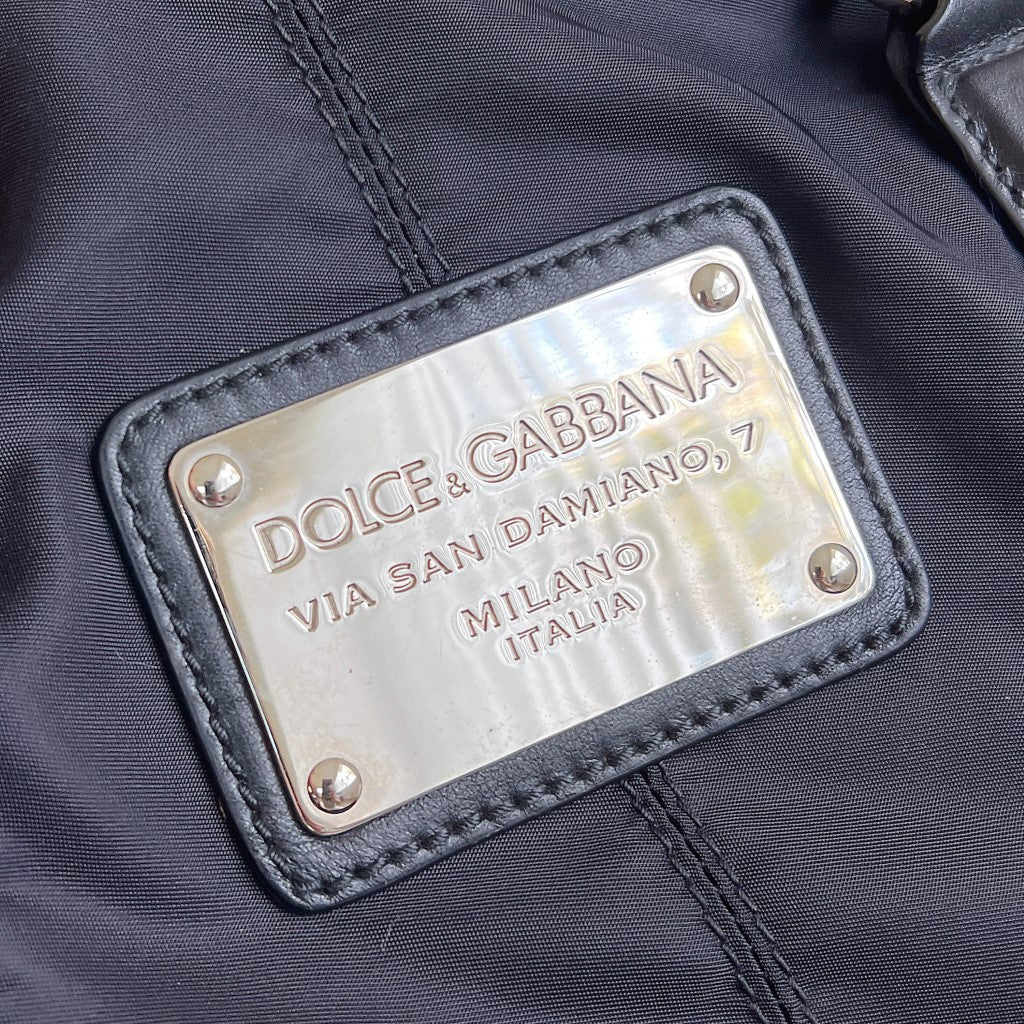 DOLCE & GABBANA
VIA SAN DAMIANO, 7
MILANO
ITALIA